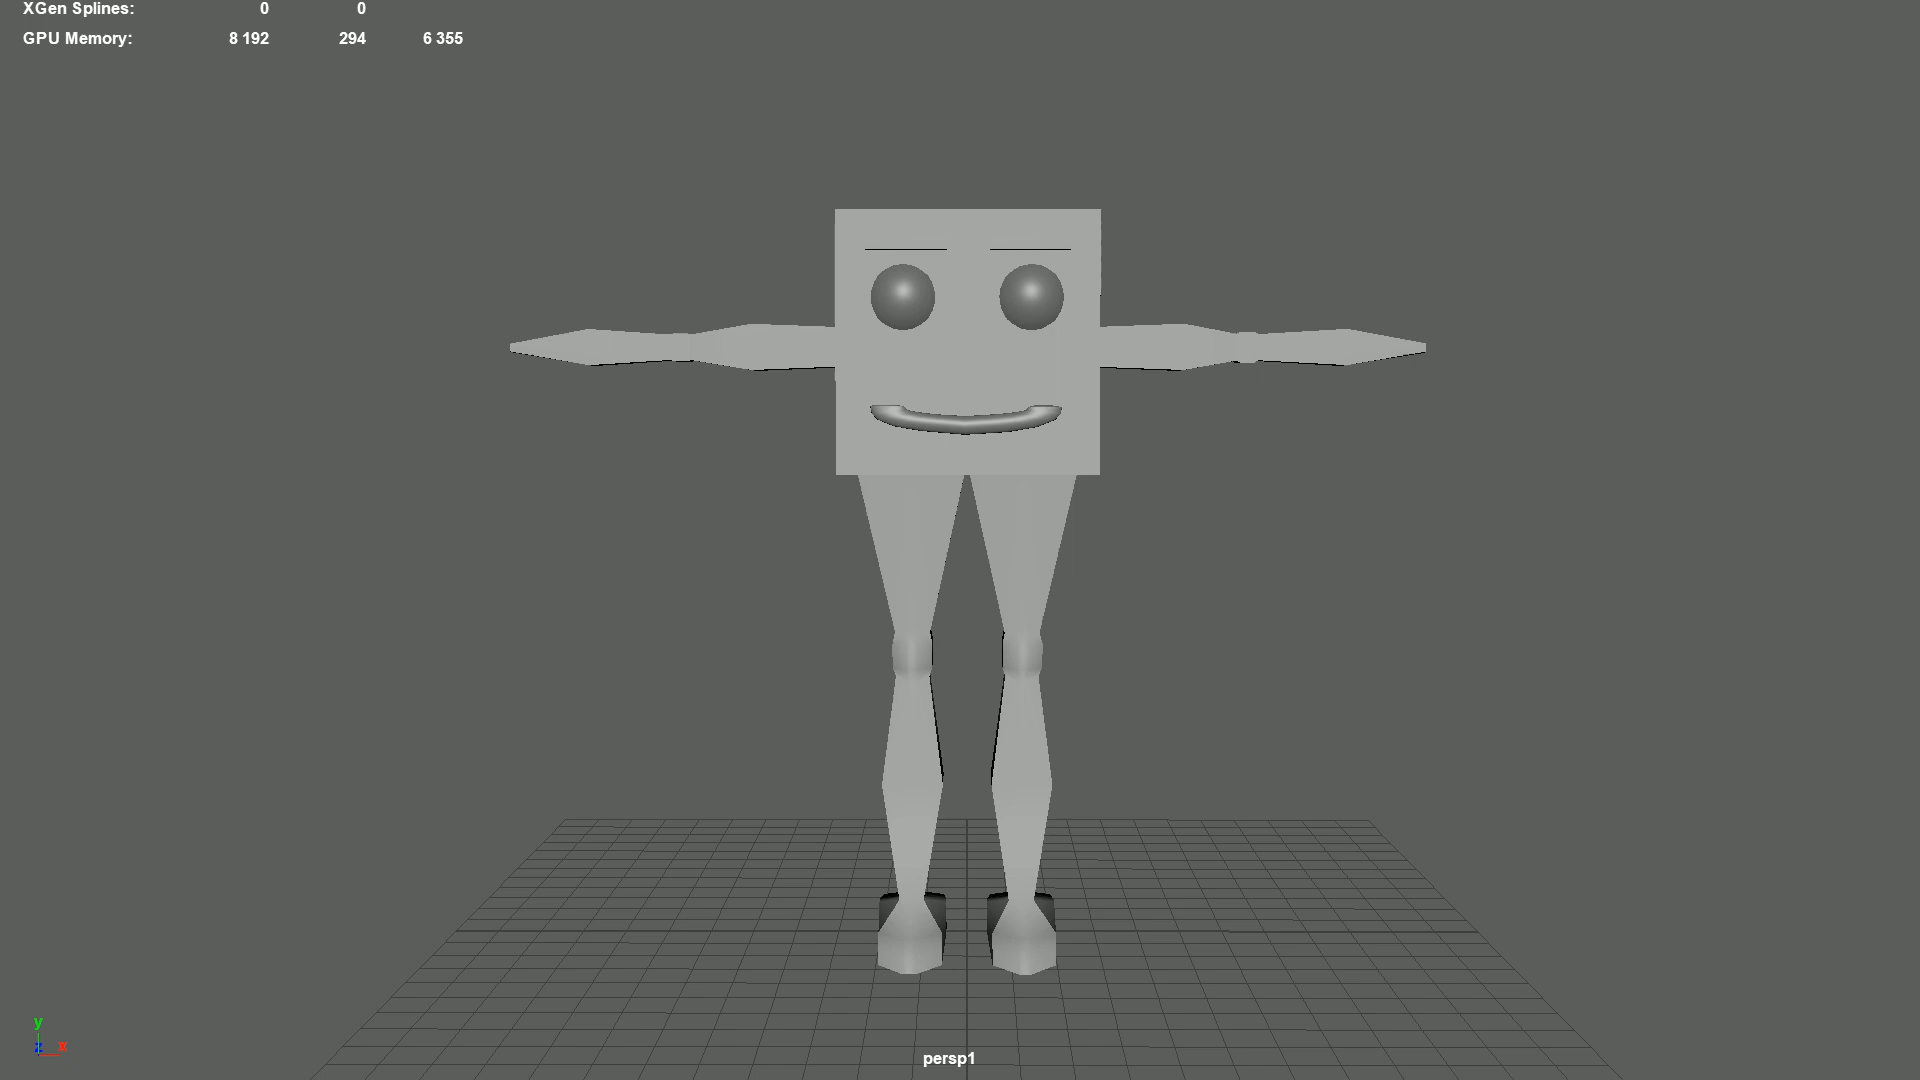 XGen Splines: 0 0
GPU Memory: 8 192 294 6 355
y
z x
persp1